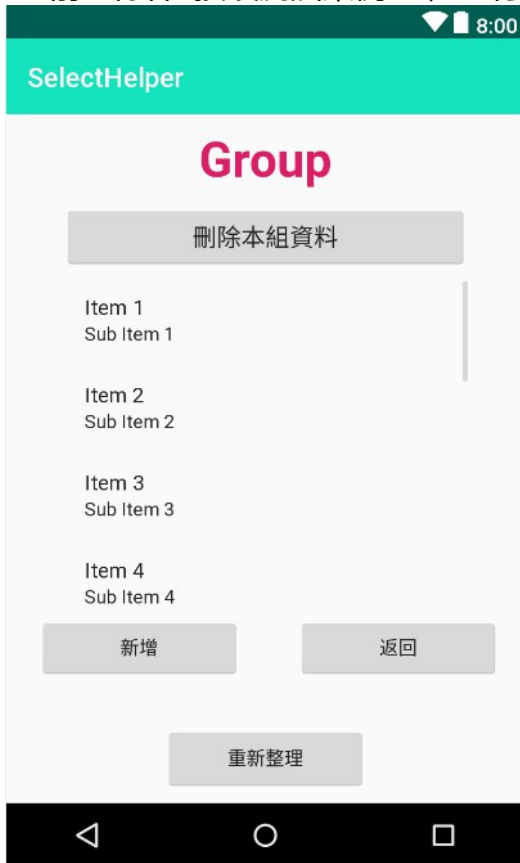 8:00
SelectHelper
Group
刪除本組資料
Item 1
Sub Item 1
Item 2
Sub Item 2
Item 3
Sub Item 3
Item 4
Sub Item 4
新增 返回
重新整理